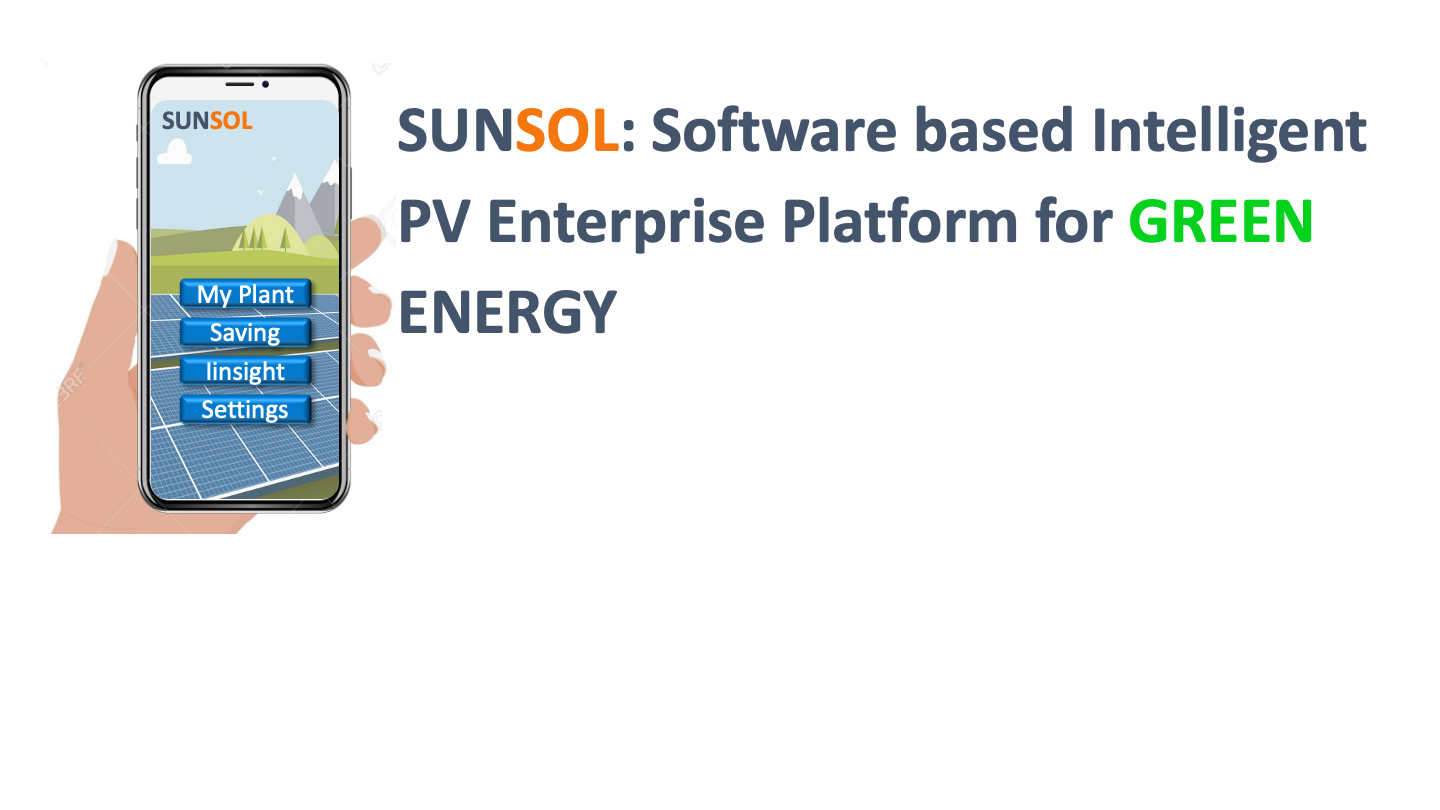 SUNSOL
My Plant
Saving
Iinsight
Settings
SUNSOL: Software based Intelligent
PV Enterprise Platform for GREEN
ENERGY